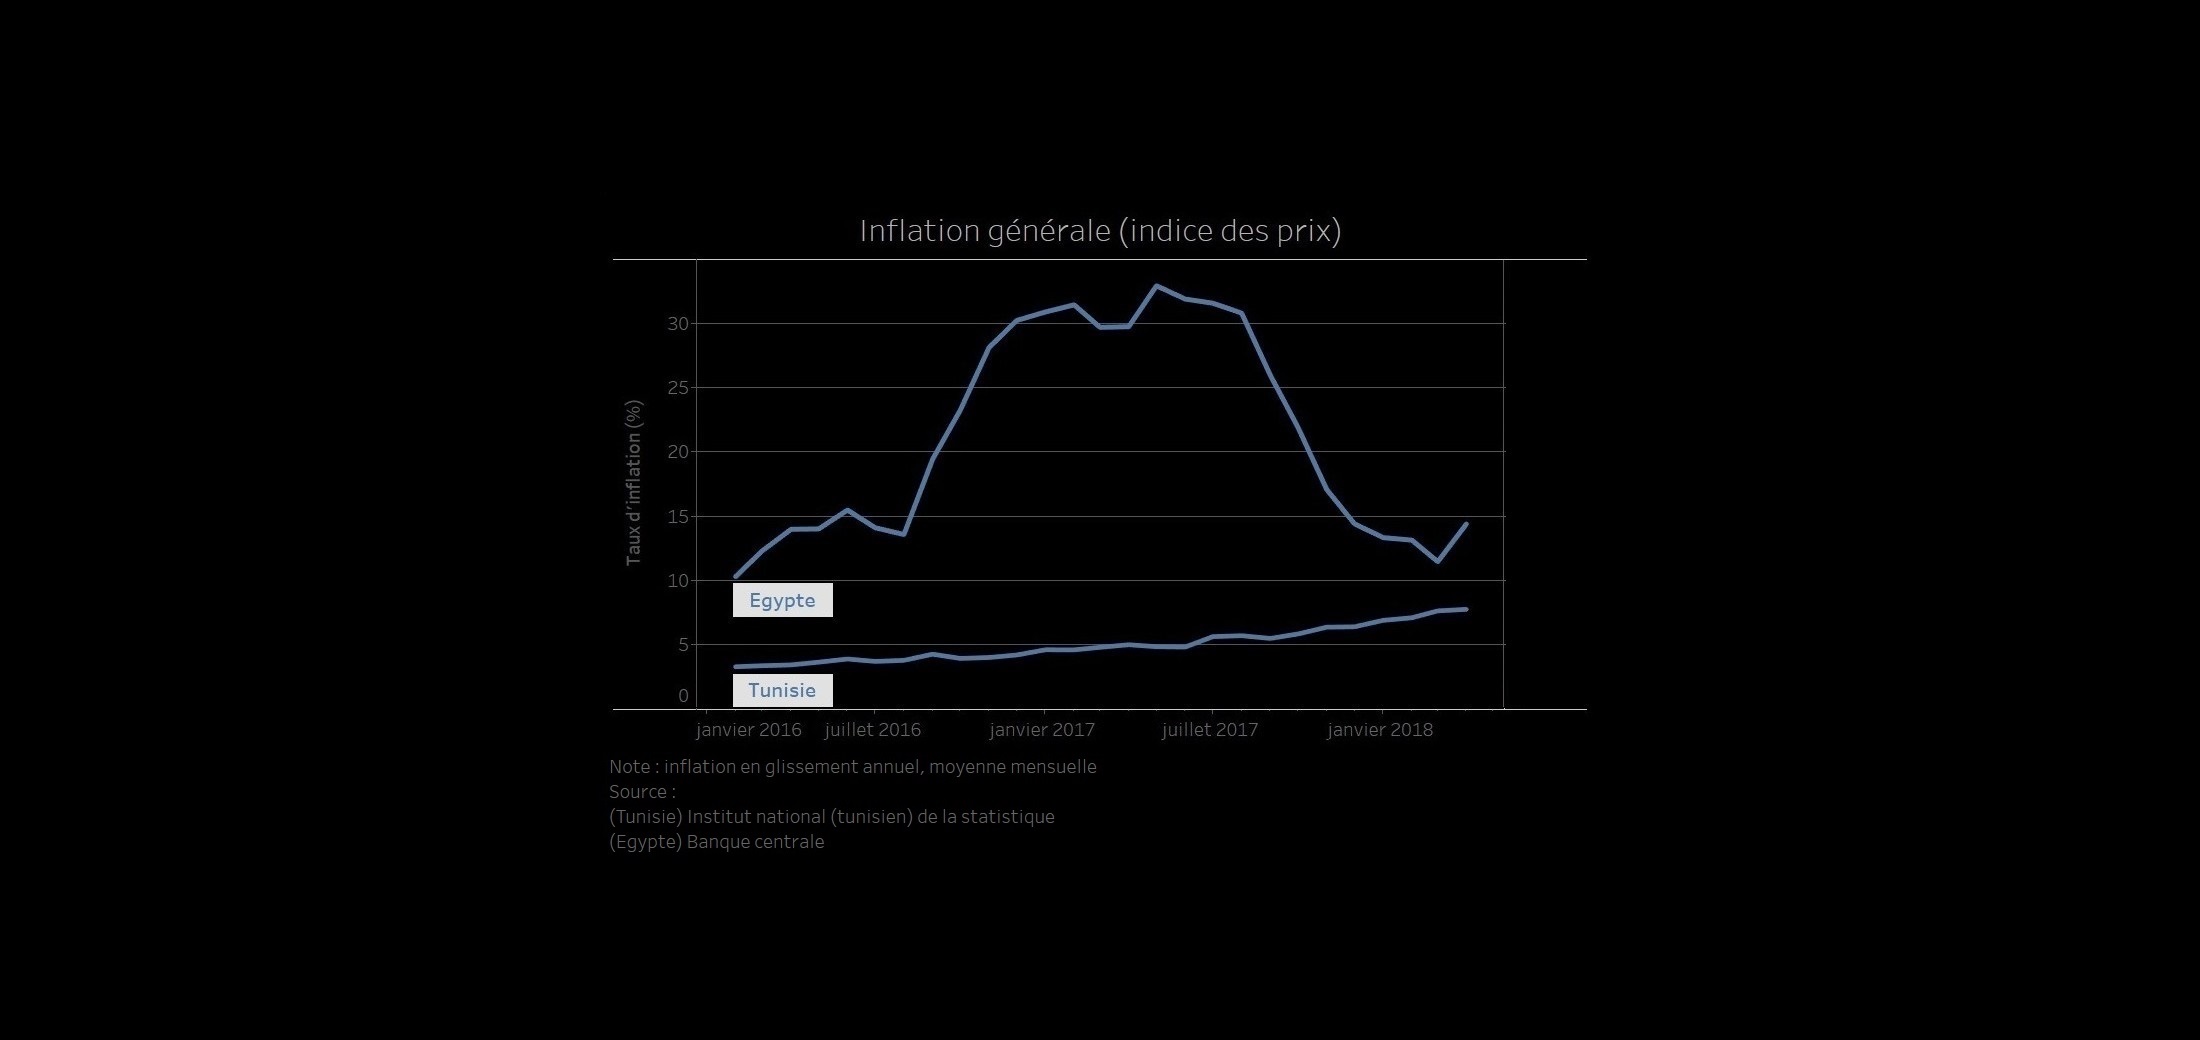 Inflation générale (indice des prix)
Taux d'inflation (%)
30
25
20
15
10
5
0
Egypte
Tunisie
janvier 2016 juillet 2016 janvier 2017 juillet 2017 janvier 2018
Note : inflation en glissement annuel, moyenne mensuelle
Source :
(Tunisie) Institut national (tunisien) de la statistique
(Egypte) Banque centrale